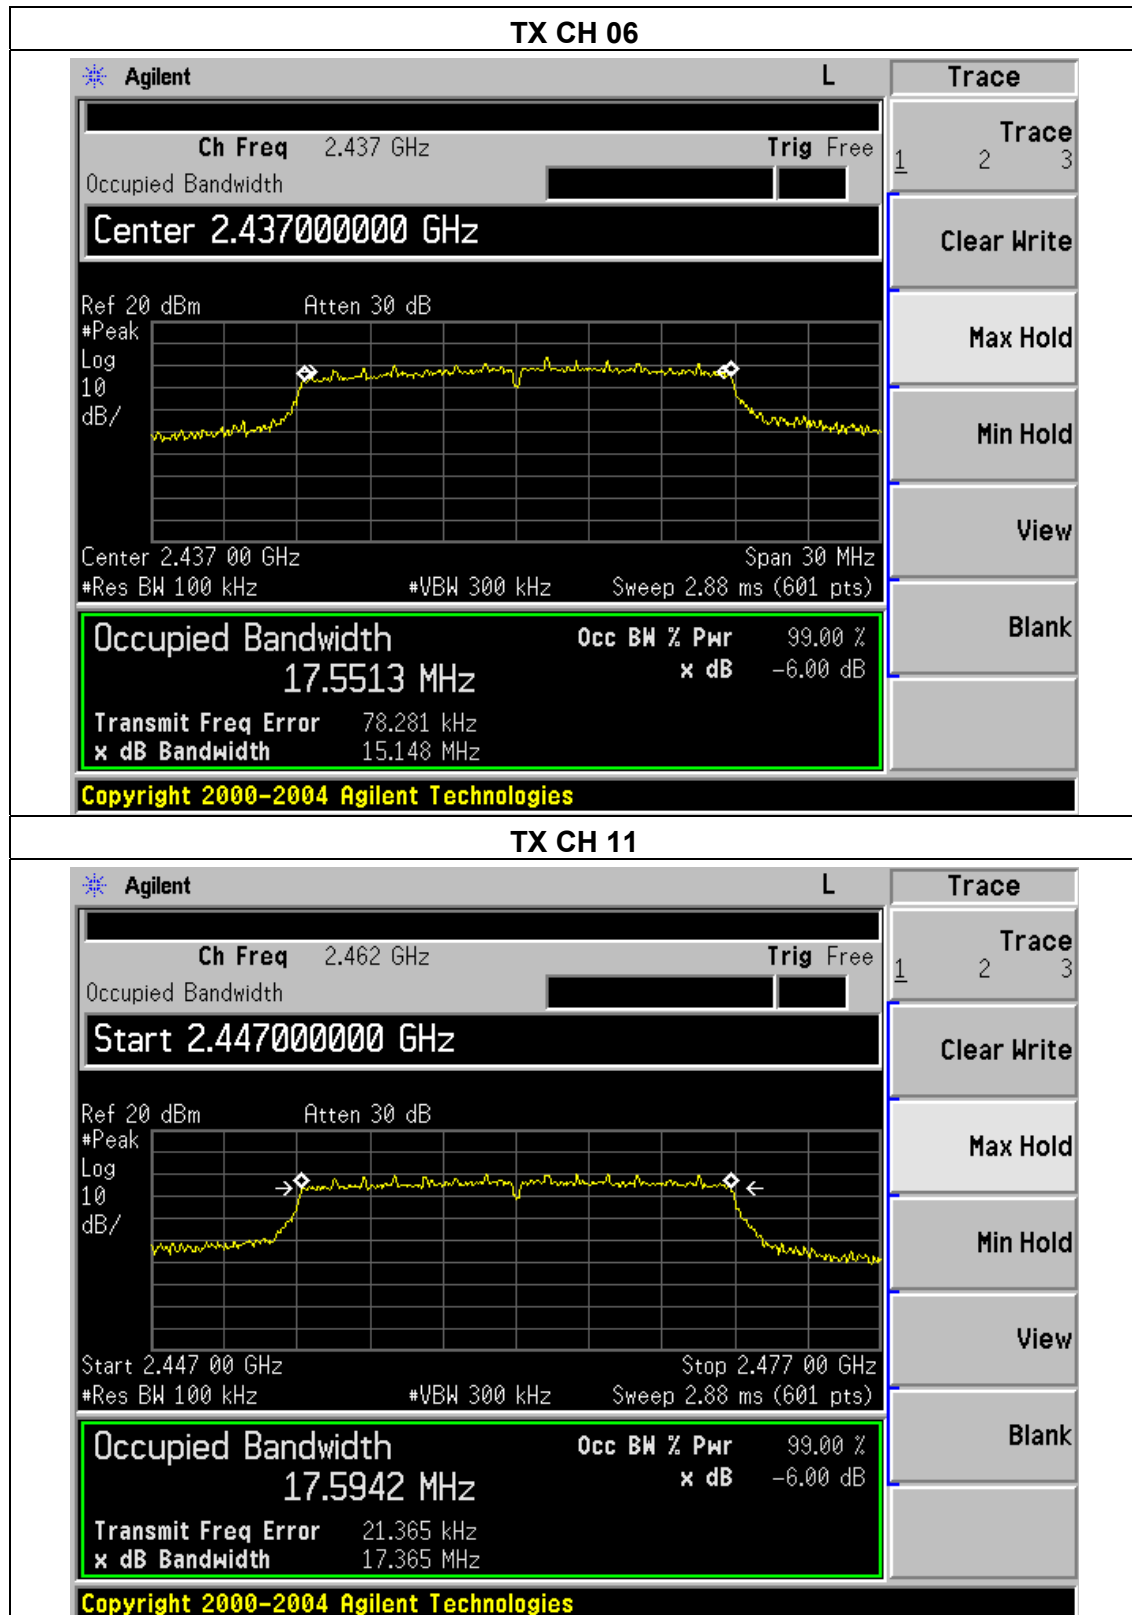 TX CH 06
Agilent L Trace
Ch Freq 2.437 GHz Trig Free
Occupied Bandwidth
Trace
1 2 3
Center 2.437000000 GHz
Clear Write
Ref 20 dBm Atten 30 dB
#Peak
Log
10
dB/
Max Hold
Min Hold
View
Center 2.437 00 GHz Span 30 MHz
#Res BW 100 kHz #VBW 300 kHz Sweep 2.88 ms (601 pts)
Blank
Occupied Bandwidth Occ BW % Pwr 99.00 %
17.5513 MHz x dB -6.00 dB
Transmit Freq Error 78.281 kHz
x dB Bandwidth 15.148 MHz
Copyright 2000-2004 Agilent Technologies
TX CH 11
Agilent L Trace
Ch Freq 2.462 GHz Trig Free
Occupied Bandwidth
Trace
1 2 3
Start 2.447000000 GHz
Clear Write
Ref 20 dBm Atten 30 dB
#Peak
Log
10
dB/
Max Hold
Min Hold
View
Start 2.447 00 GHz Stop 2.477 00 GHz
#Res BW 100 kHz #VBW 300 kHz Sweep 2.88 ms (601 pts)
Blank
Occupied Bandwidth Occ BW % Pwr 99.00 %
17.5942 MHz x dB -6.00 dB
Transmit Freq Error 21.365 kHz
x dB Bandwidth 17.365 MHz
Copyright 2000-2004 Agilent Technologies